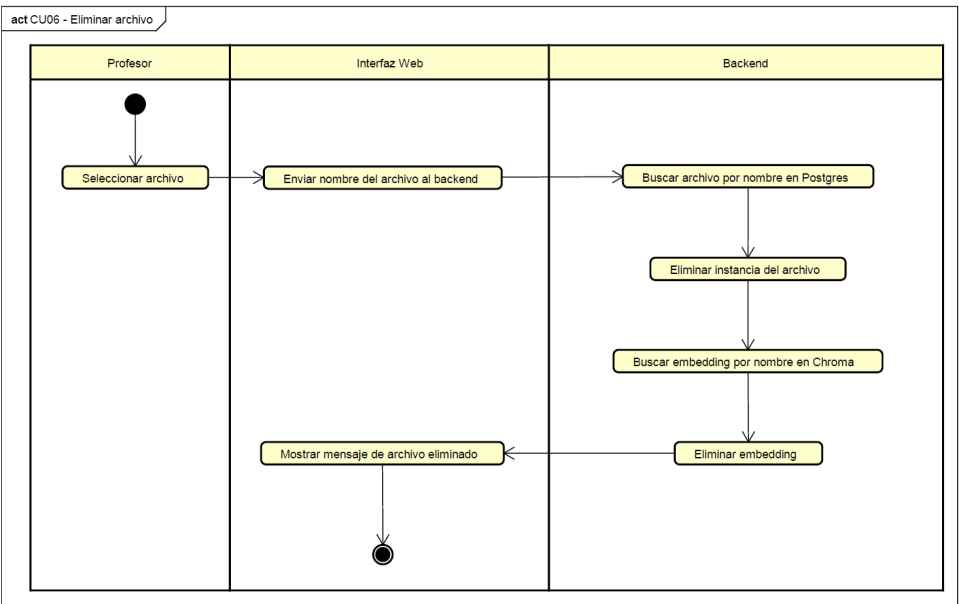 act CU06 - Eliminar archivo
Profesor
Interfaz Web
Backend
Seleccionar archivo
Enviar nombre del archivo al backend
Buscar archivo por nombre en Postgres
Eliminar instancia del archivo
Buscar embedding por nombre en Chroma
Mostrar mensaje de archivo eliminado
Eliminar embedding